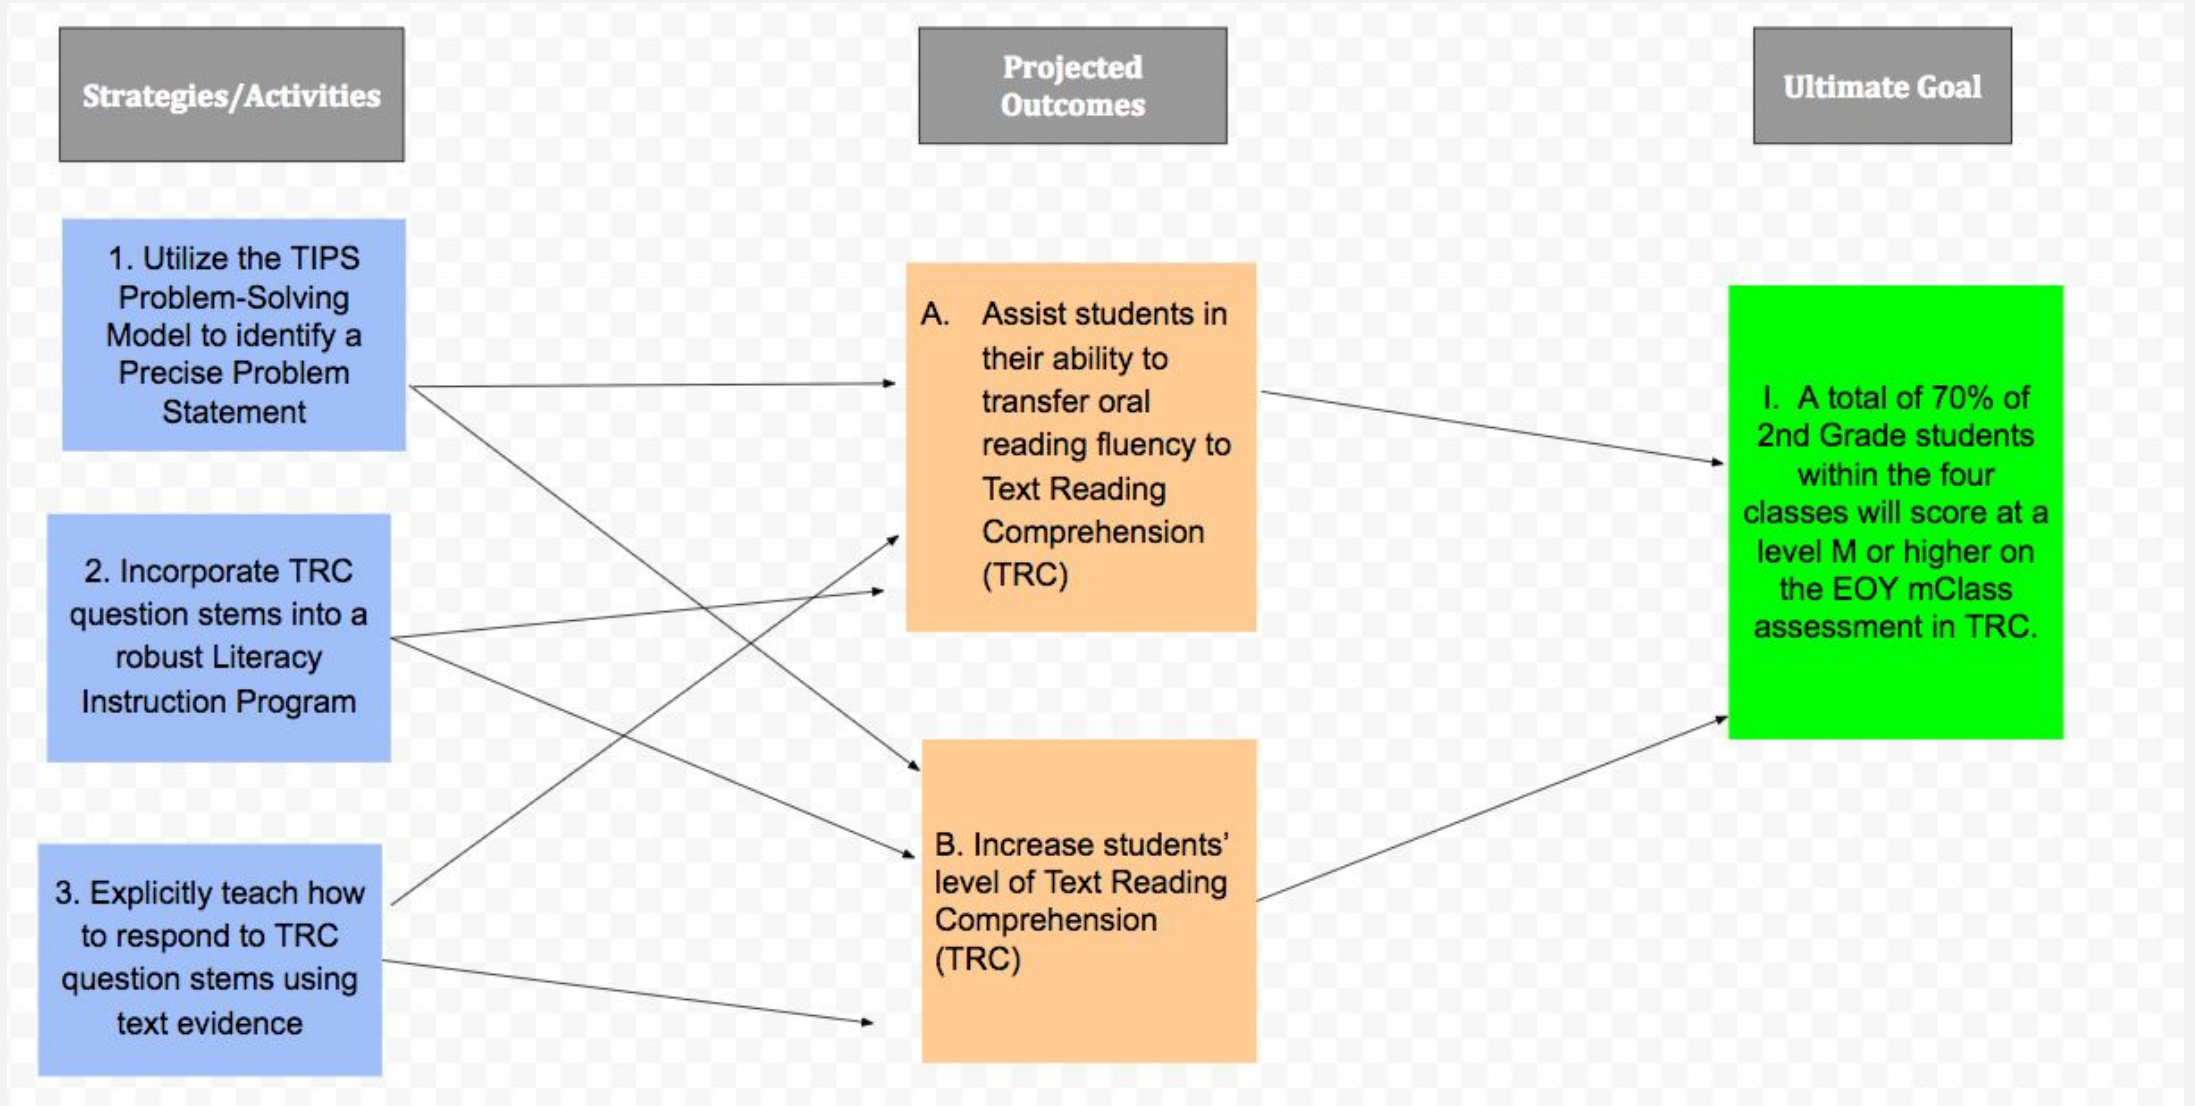 Strategies/Activities
Projected
Outcomes
Ultimate Goal
1. Utilize the TIPS
Problem-Solving
Model to identify a
Precise Problem
Statement
2. Incorporate TRC
question stems into a
robust Literacy
Instruction Program
3. Explicitly teach how
to respond to TRC
question stems using
text evidence
A. Assist students in
their ability to
transfer oral
reading fluency to
Text Reading
Comprehension
(TRC)
B. Increase students’
level of Text Reading
Comprehension
(TRC)
I. A total of 70% of
2nd Grade students
within the four
classes will score at a
level M or higher on
the EOY mClass
assessment in TRC.